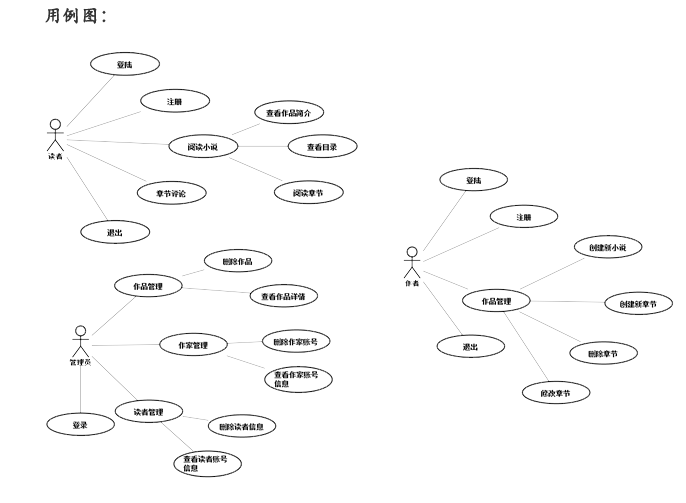 用例图：
登陆
注册
查看作品简介
阅读小说
查看目录
读者
章节评论
阅读章节
退出
登陆
注册
创建新小说
作者
作品管理
创建新章节
退出
删除章节
修改章节
删除作品
作品管理
查看作品详情
管理员
作家管理
删除作家账号
查看作家账号
信息
读者管理
登录
删除读者信息
查看读者账号
信息